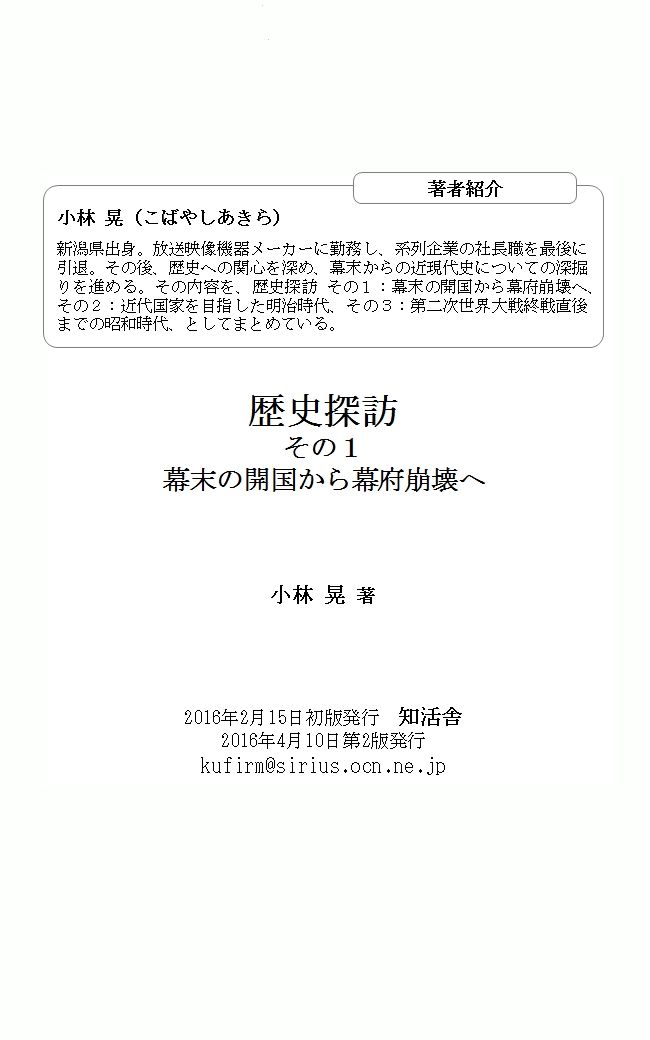 著者紹介
小林 晃（こばやしあきら）
新潟県出身。放送映像機器メーカーに勤務し、系列企業の社長職を最後に
引退。その後、歴史への関心を深め、幕末からの近現代史についての深掘
りを進める。その内容を、歴史探訪 その１：幕末の開国から幕府崩壊へ、
その２：近代国家を目指した明治時代、その３：第二次世界大戦終戦直後
までの昭和時代、としてまとめている。
歴史探訪
その１
幕末の開国から幕府崩壊へ
小林 晃 著
2016年2月15日初版発行　知活舎
2016年4月10日第2版発行
kufirm@sirius.ocn.ne.jp